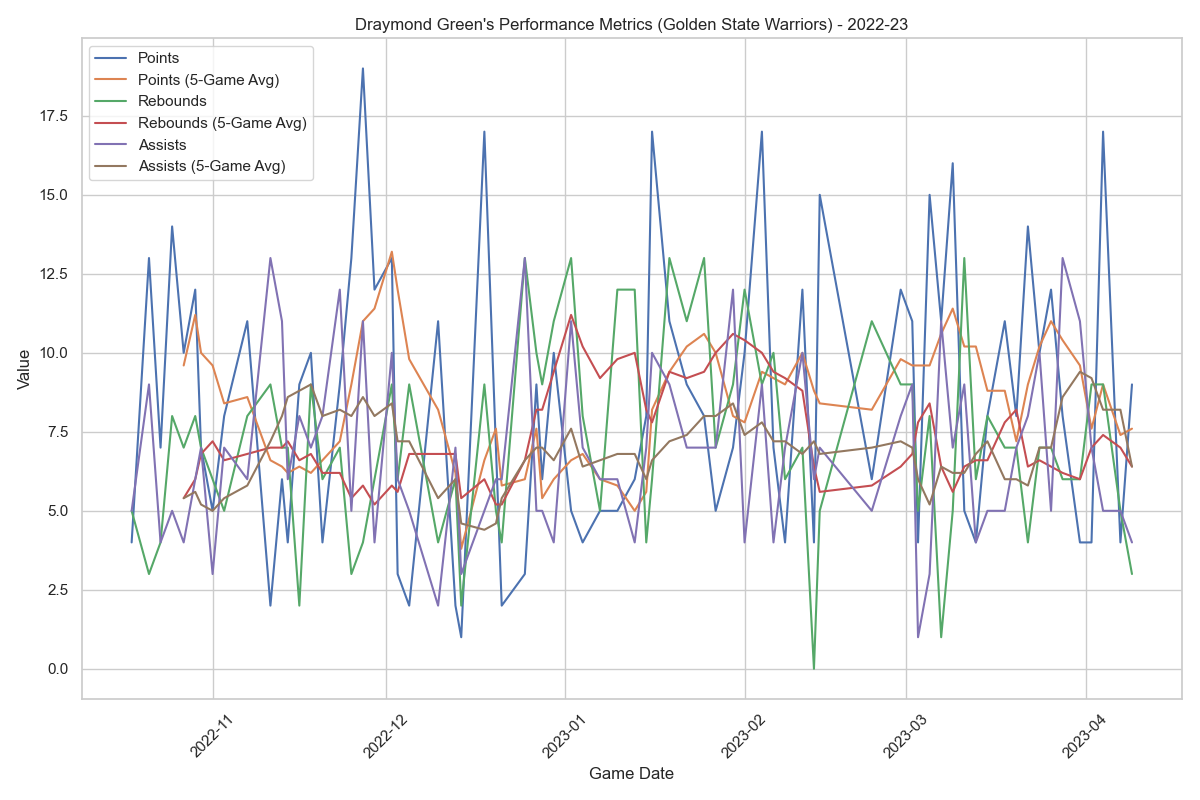 Draymond Green's Performance Metrics (Golden State Warriors) - 2022-23
Points
Points (5-Game Avg)
Rebounds
Rebounds (5-Game Avg)
Assists
Assists (5-Game Avg)
Value
17.5
15.0
12.5
10.0
7.5
5.0
2.5
0.0
2022-11
2022-12
2023-01
2023-02
2023-03
2023-04
Game Date